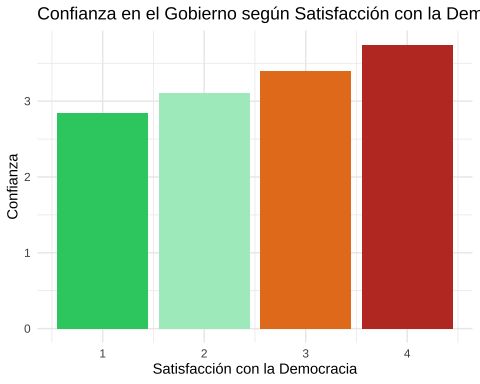 Confianza en el Gobierno según Satisfacción con la Dem
3
2
1
0
Confianza
1 2 3 4
Satisfacción con la Democracia